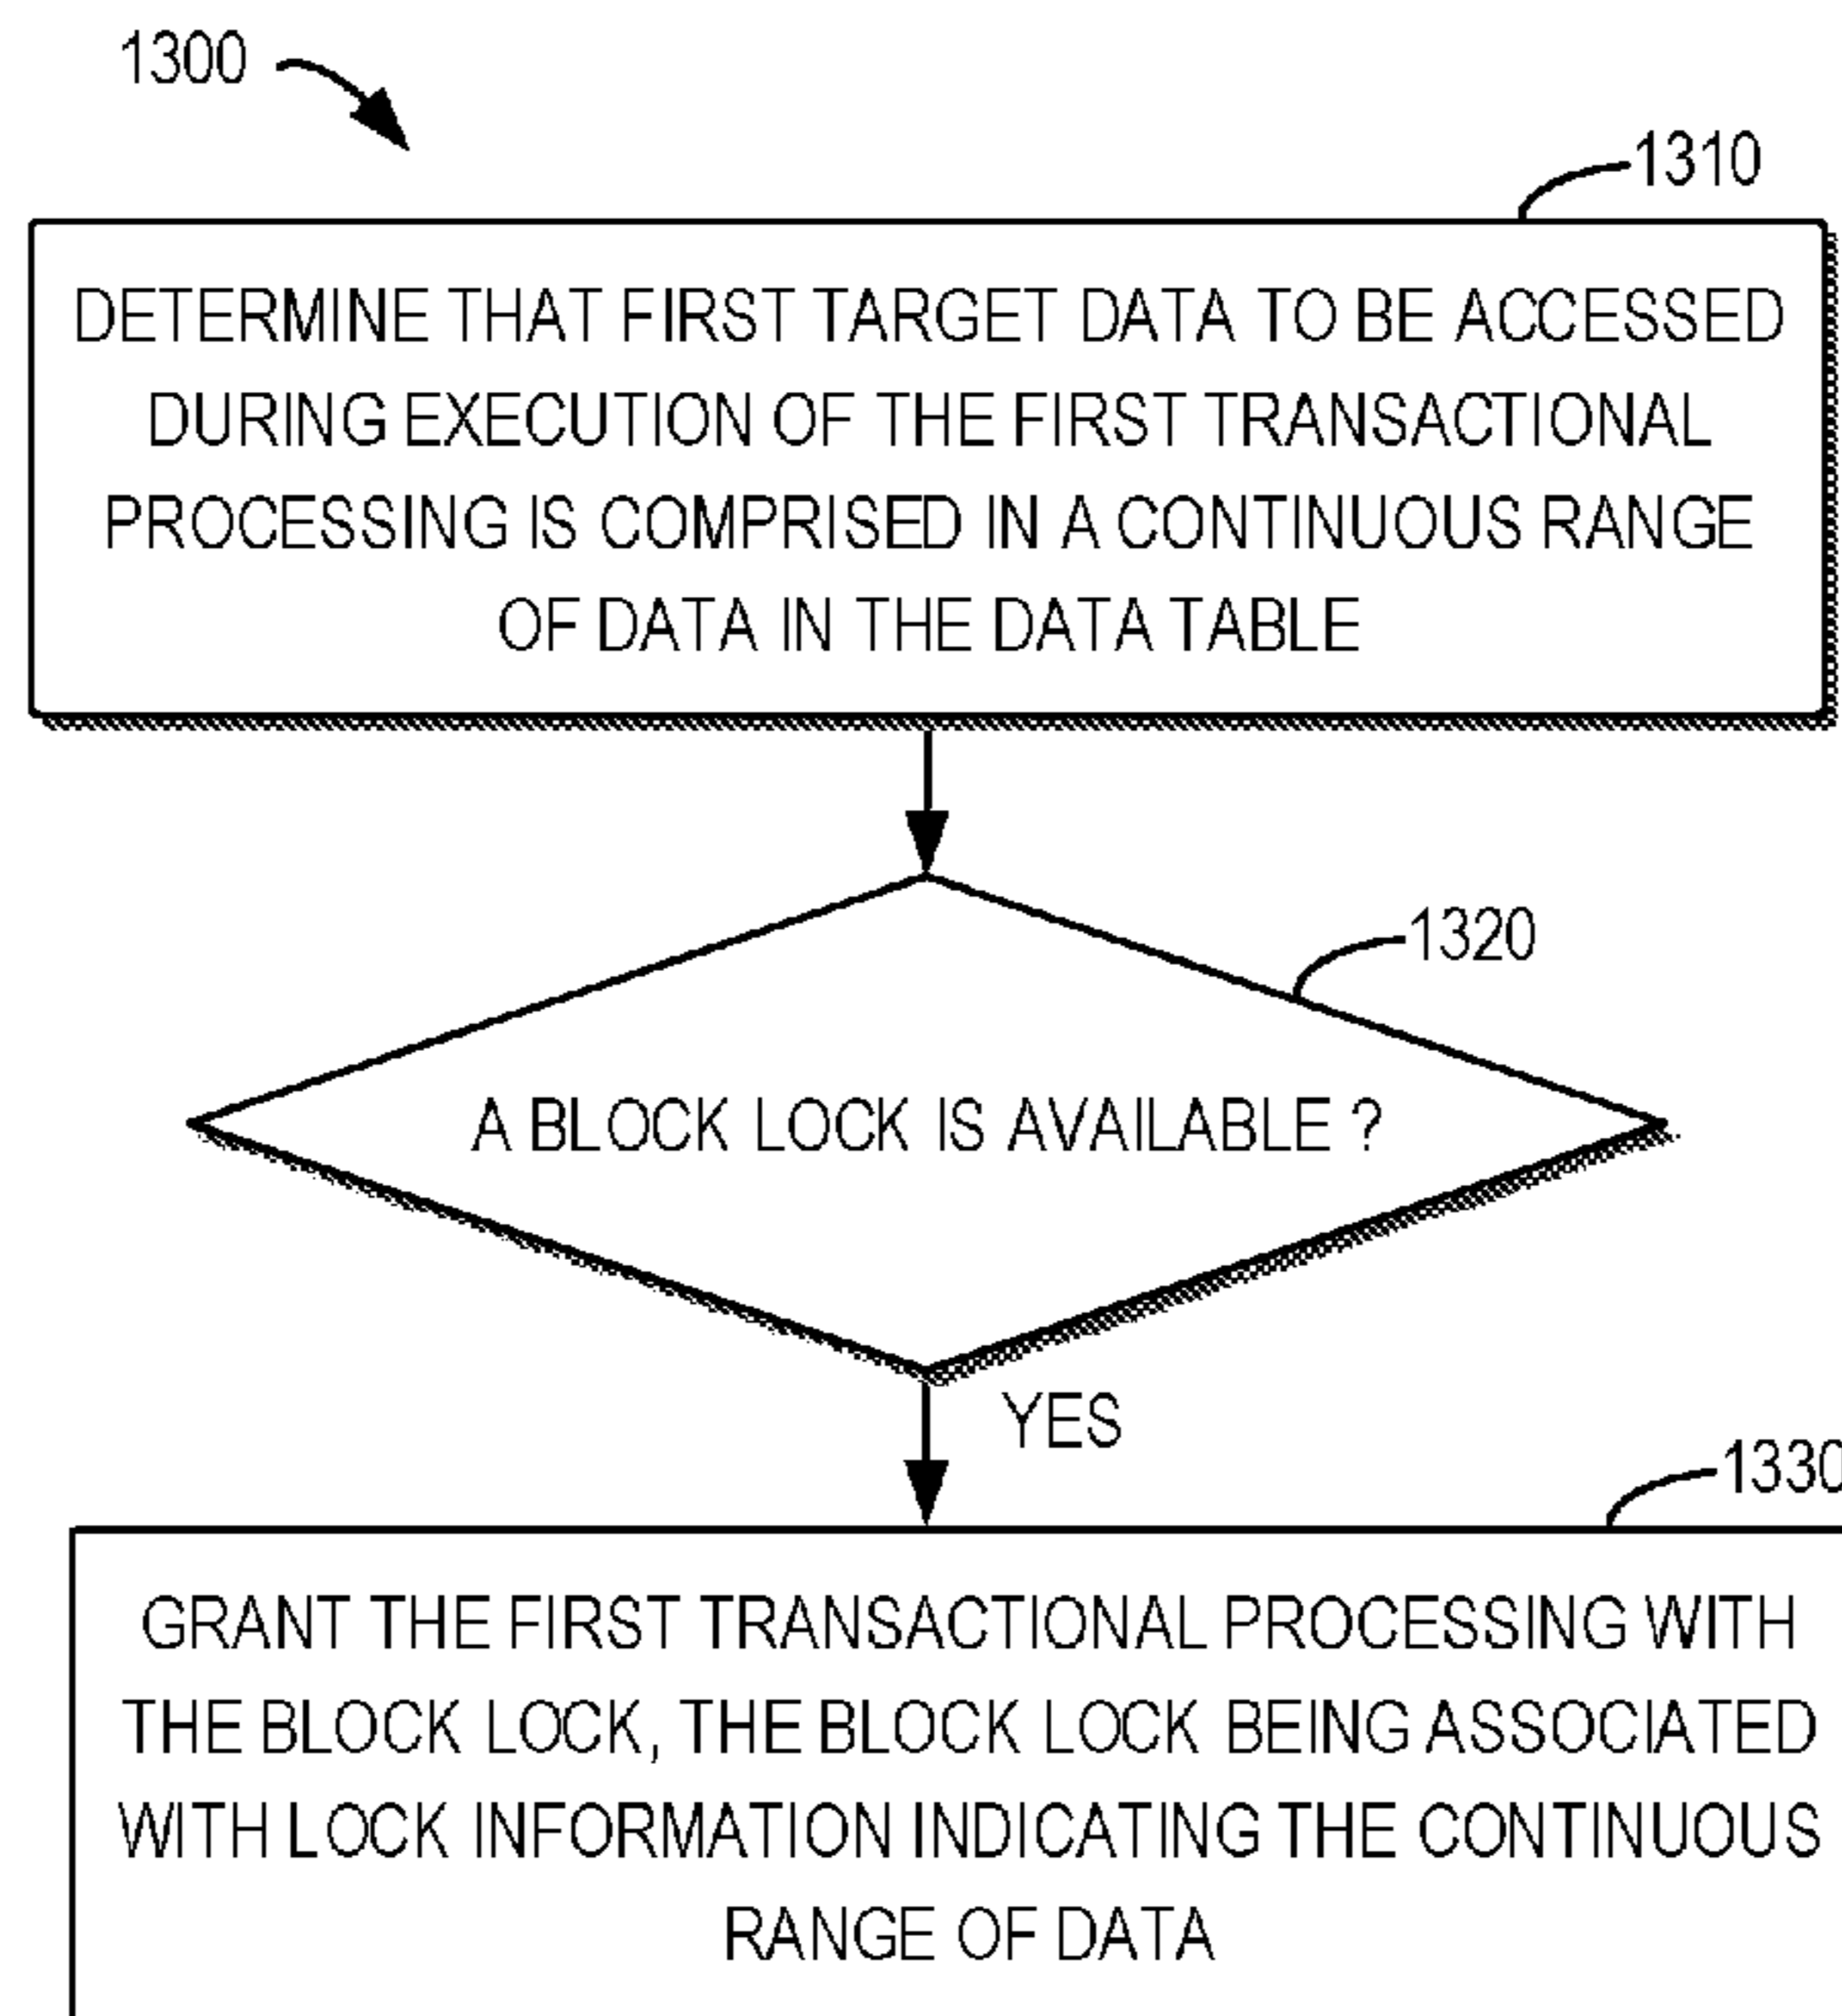 1300
1310
DETERMINE THAT FIRST TARGET DATA TO BE ACCESSED
DURING EXECUTION OF THE FIRST TRANSACTIONAL
PROCESSING IS COMPRISED IN A CONTINUOUS RANGE
OF DATA IN THE DATA TABLE
1320
A BLOCK LOCK IS AVAILABLE ?
YES
1330
GRANT THE FIRST TRANSACTIONAL PROCESSING WITH
THE BLOCK LOCK, THE BLOCK LOCK BEING ASSOCIATED
WITH LOCK INFORMATION INDICATING THE CONTINUOUS
RANGE OF DATA